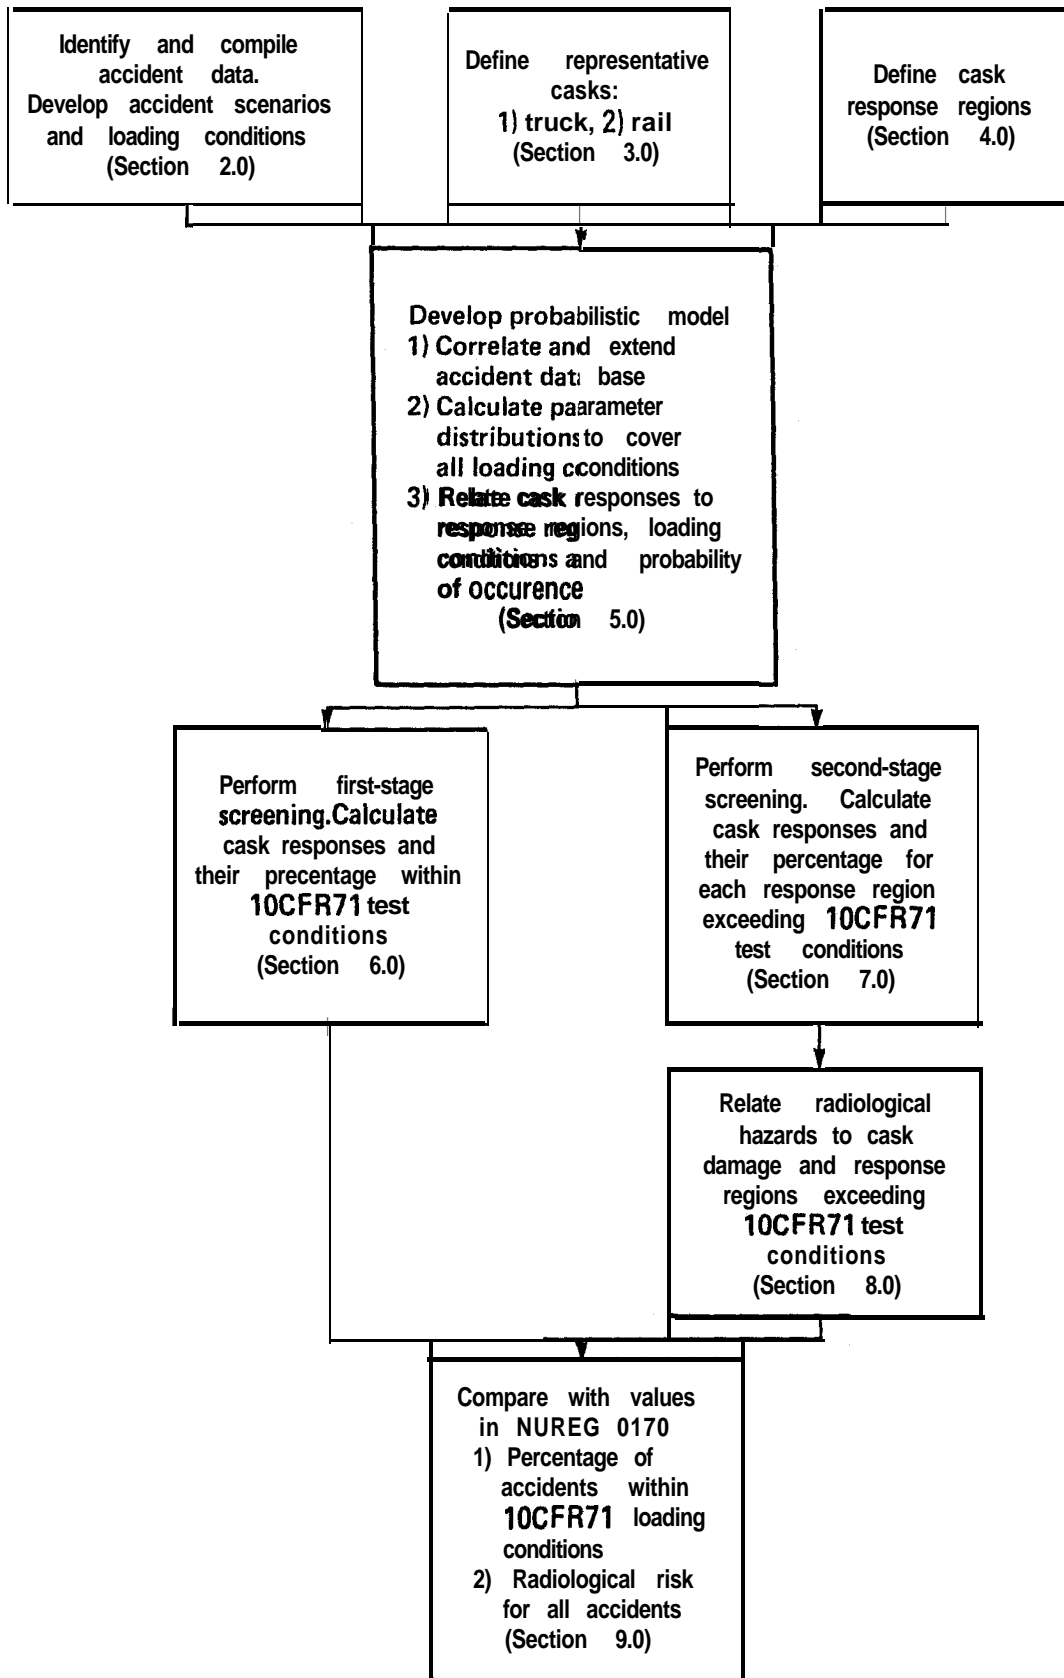 Identify and compile
accident data.
Develop accident scenarios
and loading conditions
(Section 2.0)
Define representative
casks:
1) truck, 2) rail
(Section 3.0)
Define cask
response regions
(Section 4.0)
Develop probabilistic model
1) Correlate and extend
accident data base
2) Calculate parameter
distributions to cover
all loading conditions
3) Relate cask responses to
response regions, loading
conditions and probability
of occurence
(Section 5.0)
Perform first-stage
screening. Calculate
cask responses and
their precentage within
10CFR71 test
conditions
(Section 6.0)
Perform second-stage
screening. Calculate
cask responses and
their percentage for
each response region
exceeding 10CFR71
test conditions
(Section 7.0)
Relate radiological
hazards to cask
damage and response
regions exceeding
10CFR71 test
conditions
(Section 8.0)
Compare with values
in NUREG 0170
1) Percentage of
accidents within
10CFR71 loading
conditions
2) Radiological risk
for all accidents
(Section 9.0)